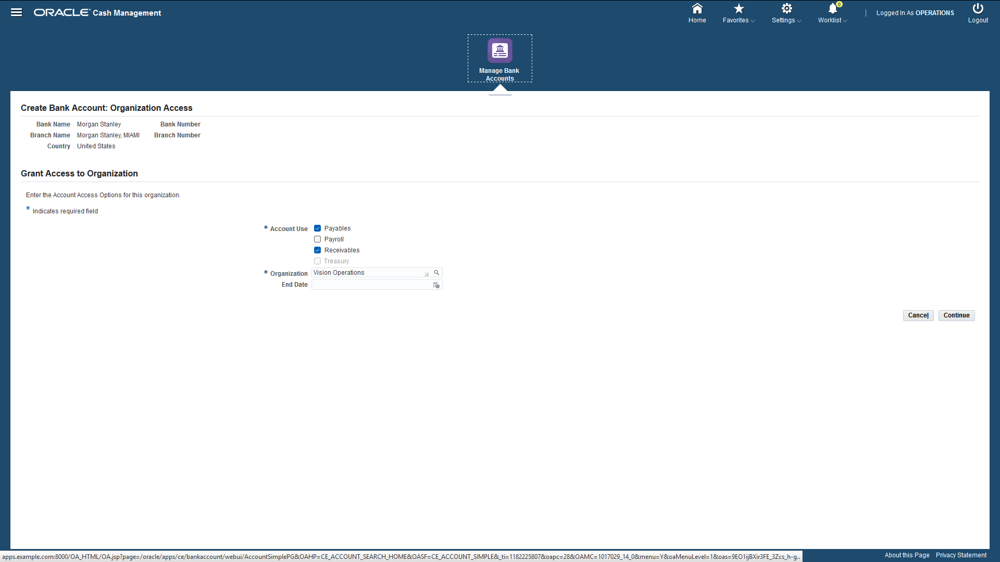 ORACLE Cash Management
Home
Favorites
Settings
0
Worklist
Logged In As OPERATIONS
Logout
Manage Bank
Accounts
Create Bank Account: Organization Access
Bank Name Morgan Stanley Bank Number
Branch Name Morgan Stanley, MIAMI Branch Number
Country United States
Grant Access to Organization
Enter the Account Access Options for this organization.
* Indicates required field
* Account Use Payables
Payroll
Receivables
Treasury
* Organization Vision Operations
End Date
Cancel Continue
About this Page Privacy Statement
apps.example.com:8000/OA_HTML/OA.jsp?page=/oracle/apps/ce/bankaccount/webui/AccountSimplePG&OAHP=CE_ACCOUNT_SEARCH_HOME&OASF=CE_ACCOUNT_SIMPLE&_ti=1182225807&oapc=28&OAMC=1017029_14_0&menu=Y&oaMenuLevel=1&oas=9EO1ijBXir3FE_3Zcs_h-g..